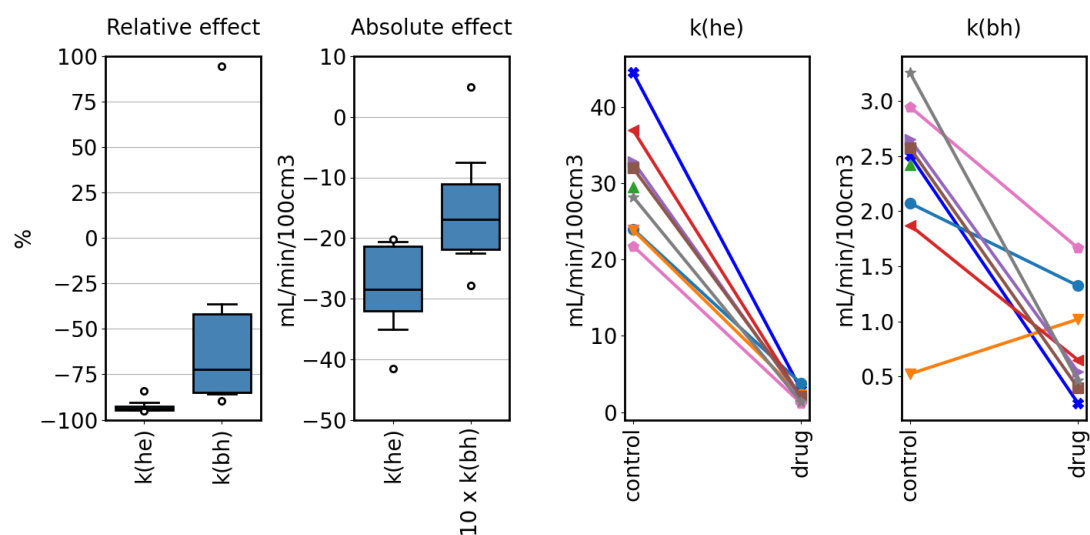 Relative effect
%
100
75
50
25
0
−25
−50
−75
−100
k(he)
k(bh)
Absolute effect
mL/min/100cm3
10
0
−10
−20
−30
−40
−50
k(he)
10 x k(bh)
k(he)
mL/min/100cm3
40
30
20
10
0
control
drug
k(bh)
mL/min/100cm3
3.0
2.5
2.0
1.5
1.0
0.5
control
drug